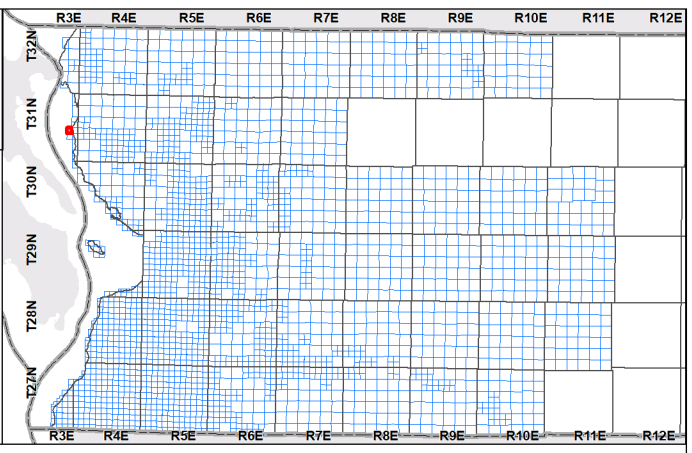 R3E R4E R5E R6E R7E R8E R9E R10E R11E R12E
T32N
T31N
T30N
T29N
T28N
T27N
R3E R4E R5E R6E R7E R8E R9E R10E R11E R12E